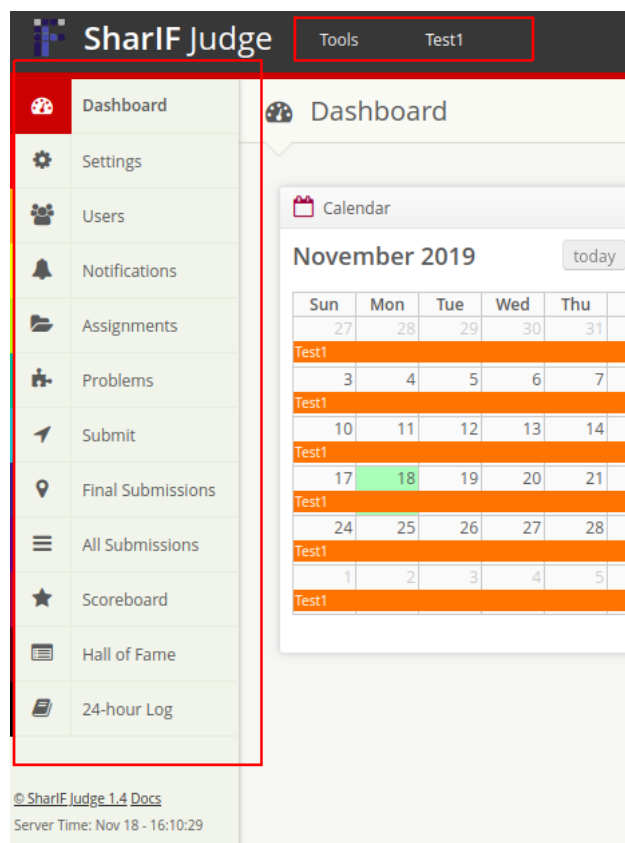 SharIF Judge Tools Test1
Dashboard
Settings
Users
Notifications
Assignments
Problems
Submit
Final Submissions
All Submissions
Scoreboard
Hall of Fame
24-hour Log
© SharIF Judge 1.4 Docs
Server Time: Nov 18 - 16:10:29
Dashboard
Calendar
November 2019 today
Sun Mon Tue Wed Thu
27 28 29 30 31
Test1
3 4 5 6 7
Test1
10 11 12 13 14
Test1
17 18 19 20 21
Test1
24 25 26 27 28
Test1
1 2 3 4 5
Test1